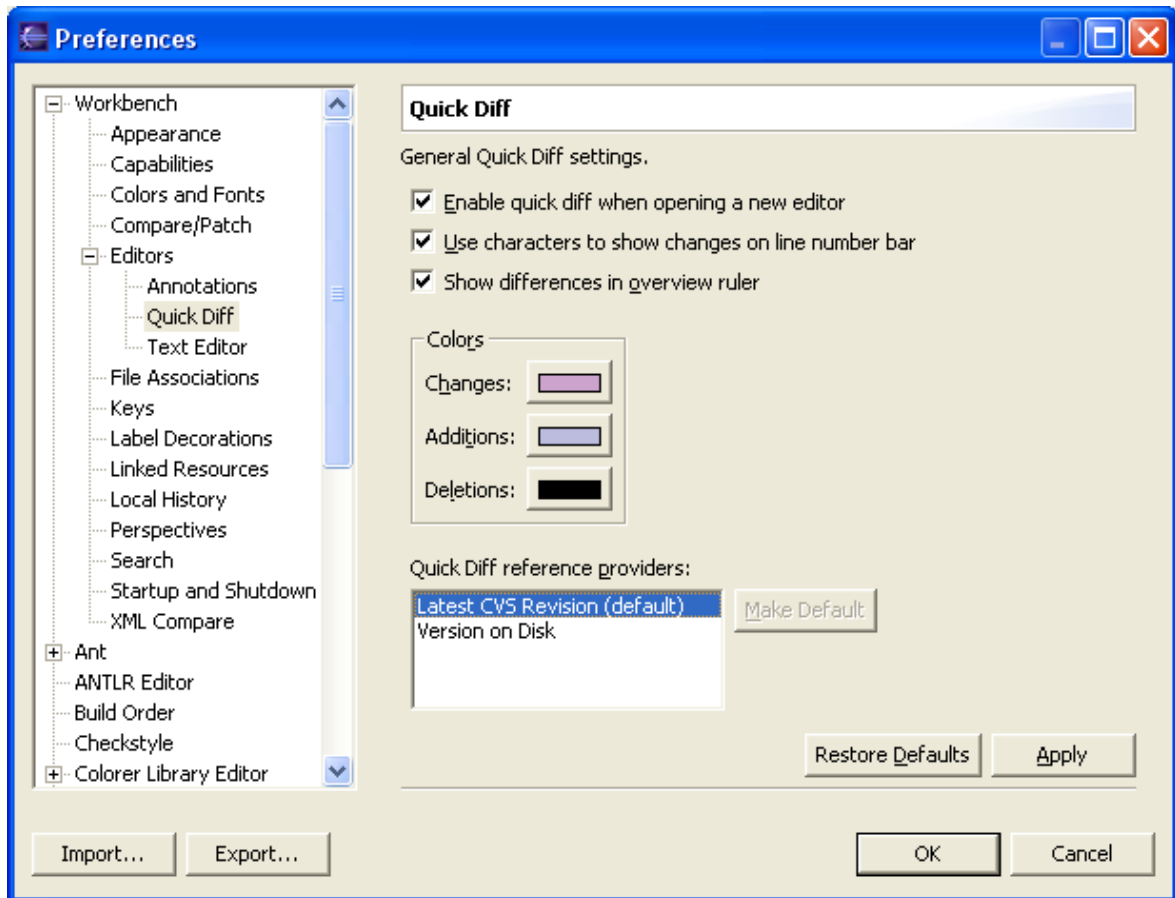 Preferences
Workbench
Appearance
Capabilities
Colors and Fonts
Compare/Patch
Editors
Annotations
Quick Diff
Text Editor
File Associations
Keys
Label Decorations
Linked Resources
Local History
Perspectives
Search
Startup and Shutdown
XML Compare
Ant
ANTLR Editor
Build Order
Checkstyle
Colorer Library Editor
Quick Diff
General Quick Diff settings.
Enable quick diff when opening a new editor
Use characters to show changes on line number bar
Show differences in overview ruler
Colors
Changes:
Additions:
Deletions:
Quick Diff reference providers:
Latest CVS Revision (default)
Version on Disk
Make Default
Restore Defaults
Apply
Import...
Export...
OK
Cancel